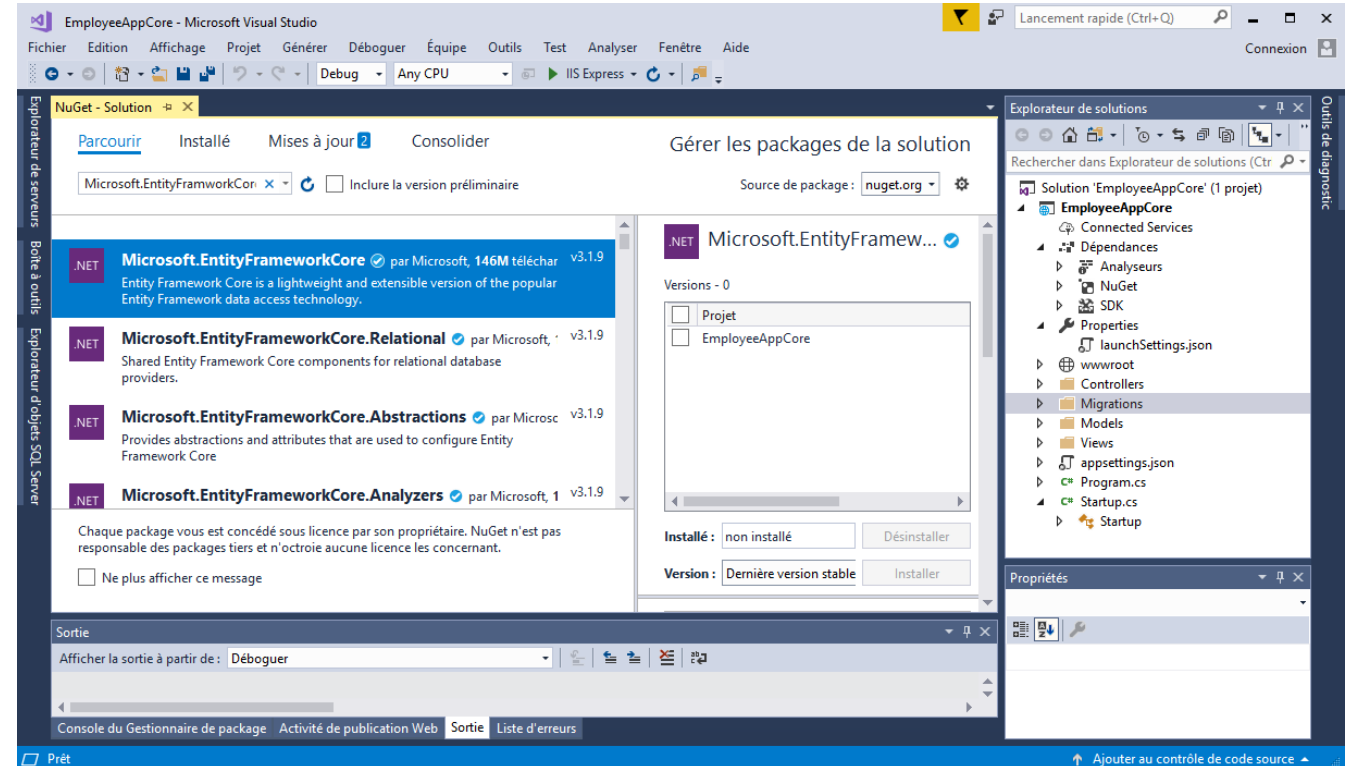 EmployeeAppCore - Microsoft Visual Studio
Lancement rapide (Ctrl+Q)
Fichier Edition Affichage Projet Générer Déboguer Équipe Outils Test Analyser Fenêtre Aide
Connexion
Debug Any CPU IIS Express
Explorateur de serveurs
Boîte à outils
Explorateur d'objets SQL Server
NuGet - Solution
Parcourir Installé Mises à jour 2 Consolider
Gérer les packages de la solution
Microsoft.EntityFramworkCor
Inclure la version préliminaire
Source de package : nuget.org
.NET
Microsoft.EntityFrameworkCore par Microsoft, 146M téléchar v3.1.9
Entity Framework Core is a lightweight and extensible version of the popular
Entity Framework data access technology.
.NET
Microsoft.EntityFrameworkCore.Relational par Microsoft, v3.1.9
Shared Entity Framework Core components for relational database
providers.
.NET
Microsoft.EntityFrameworkCore.Abstractions par Microsc v3.1.9
Provides abstractions and attributes that are used to configure Entity
Framework Core
.NET
Microsoft.EntityFrameworkCore.Analyzers par Microsoft, 1 v3.1.9
Chaque package vous est concédé sous licence par son propriétaire. NuGet n'est pas
responsable des packages tiers et n'octroie aucune licence les concernant.
Ne plus afficher ce message
.NET
Microsoft.EntityFramew...
Versions - 0
Projet
EmployeeAppCore
Installé : non installé Désinstaller
Version : Dernière version stable Installer
Sortie
Afficher la sortie à partir de : Déboguer
Console du Gestionnaire de package Activité de publication Web Sortie Liste d'erreurs
Explorateur de solutions
Rechercher dans Explorateur de solutions (Ctr
Solution 'EmployeeAppCore' (1 projet)
EmployeeAppCore
Connected Services
Dépendances
Analyseurs
NuGet
SDK
Properties
launchSettings.json
wwwroot
Controllers
Migrations
Models
Views
appsettings.json
C# Program.cs
C# Startup.cs
Startup
Propriétés
Outils de diagnostic
Prêt
Ajouter au contrôle de code source